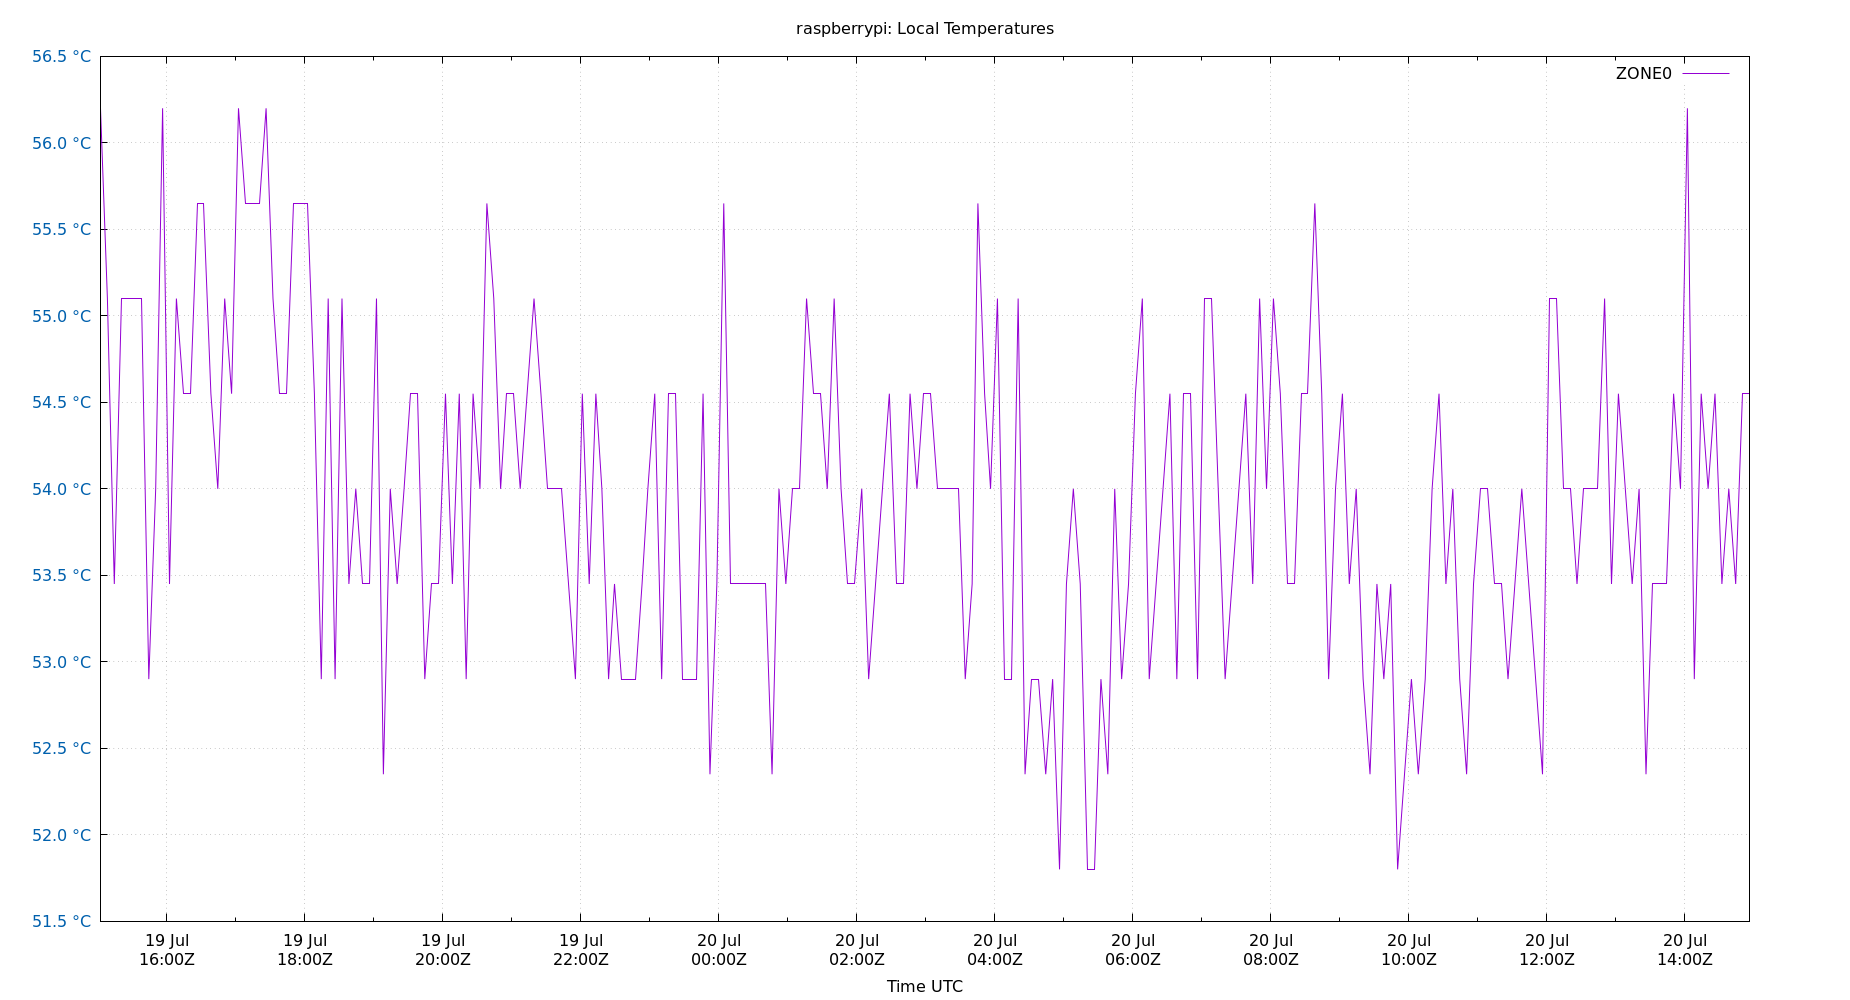 raspberrypi: Local Temperatures
56.5 °C
ZONE0
56.0 °C
55.5 °C
55.0 °C
54.5 °C
54.0 °C
53.5 °C
53.0 °C
52.5 °C
52.0 °C
51.5 °C
19 Jul 19 Jul 19 Jul 19 Jul 20 Jul 20 Jul 20 Jul 20 Jul 20 Jul 20 Jul 20 Jul 20 Jul
16:00Z 18:00Z 20:00Z 22:00Z 00:00Z 02:00Z 04:00Z 06:00Z 08:00Z 10:00Z 12:00Z 14:00Z
Time UTC